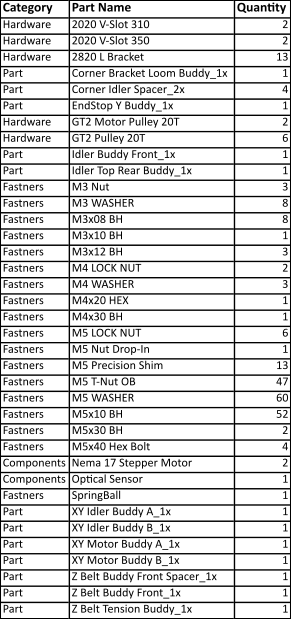 Category Part Name Quantity
Hardware 2020 V-Slot 310 2
Hardware 2020 V-Slot 350 2
Hardware 2820 L Bracket 13
Part Corner Bracket Loom Buddy_1x 1
Part Corner Idler Spacer_2x 4
Part EndStop Y Buddy_1x 1
Hardware GT2 Motor Pulley 20T 2
Hardware GT2 Pulley 20T 6
Part Idler Buddy Front_1x 1
Part Idler Top Rear Buddy_1x 1
Fastners M3 Nut 3
Fastners M3 WASHER 8
Fastners M3x08 BH 8
Fastners M3x10 BH 1
Fastners M3x12 BH 3
Fastners M4 LOCK NUT 2
Fastners M4 WASHER 3
Fastners M4x20 HEX 1
Fastners M4x30 BH 1
Fastners M5 LOCK NUT 6
Fastners M5 Nut Drop-In 1
Fastners M5 Precision Shim 13
Fastners M5 T-Nut OB 47
Fastners M5 WASHER 60
Fastners M5x10 BH 52
Fastners M5x30 BH 2
Fastners M5x40 Hex Bolt 4
Components Nema 17 Stepper Motor 2
Components Optical Sensor 1
Fastners SpringBall 1
Part XY Idler Buddy A_1x 1
Part XY Idler Buddy B_1x 1
Part XY Motor Buddy A_1x 1
Part XY Motor Buddy B_1x 1
Part Z Belt Buddy Front Spacer_1x 1
Part Z Belt Buddy Front_1x 1
Part Z Belt Tension Buddy_1x 1